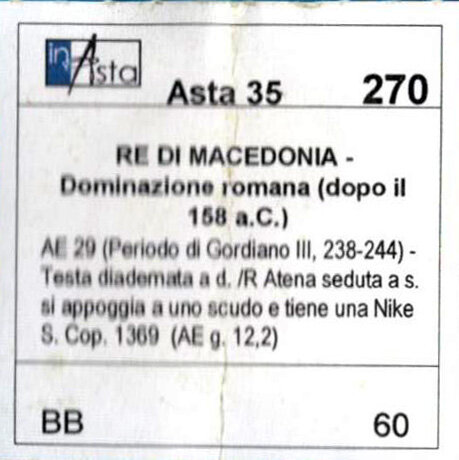 inAsta
Asta 35 270
RE DI MACEDONIA -
Dominazione romana (dopo il
158 a.C.)
AE 29 (Periodo di Gordiano III, 238-244) -
Testa diademata a d. /R Atena seduta a s.
si appoggia a uno scudo e tiene una Nike
S. Cop. 1369 (AE g. 12,2)
BB 60